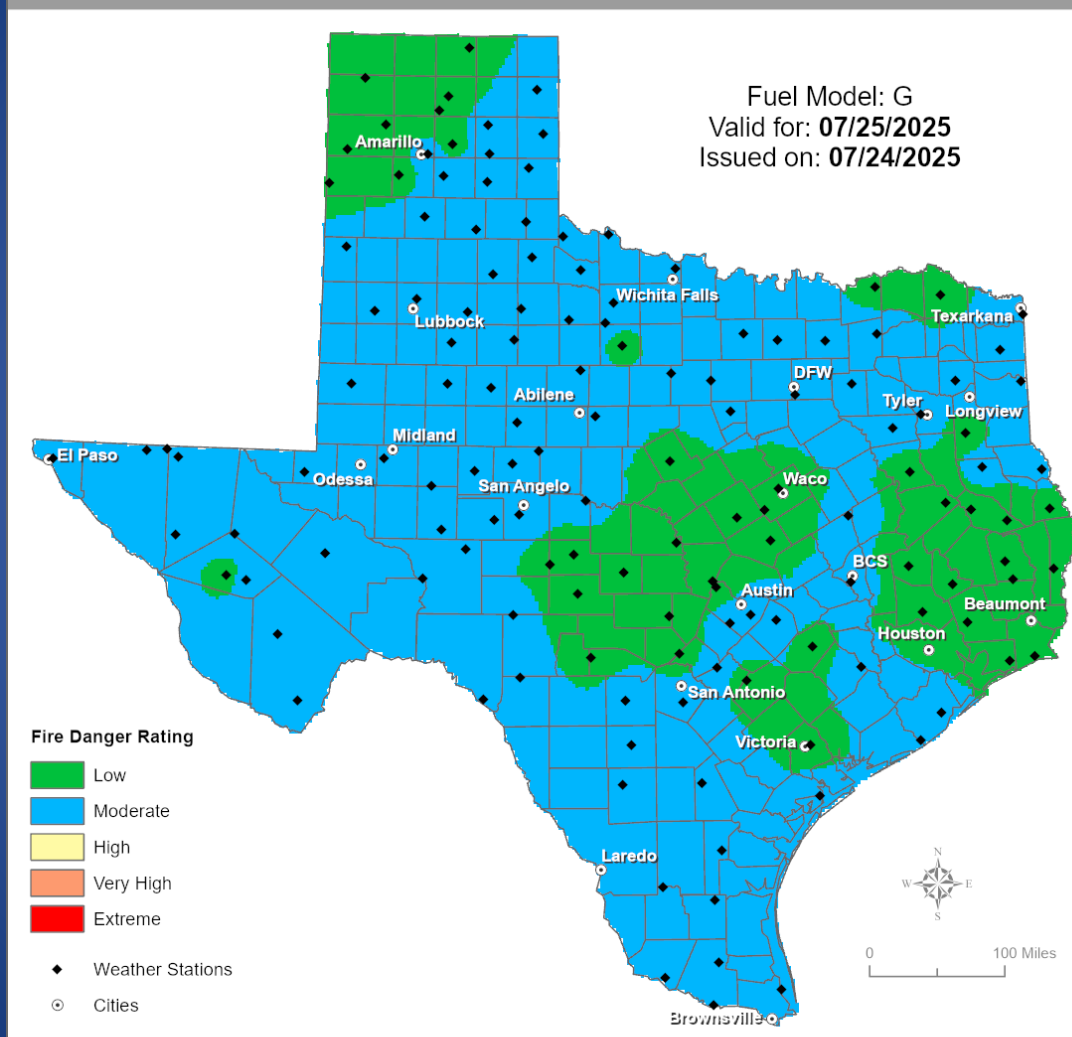 Fuel Model: G
Valid for: 07/25/2025
Issued on: 07/24/2025
Amarillo
Wichita Falls
Lubbock
Texarkana
DFW
Abilene
Tyler
Longview
Midland
El Paso
Odessa
San Angelo
Waco
BCS
Austin
Beaumont
Houston
San Antonio
Victoria
Laredo
Brownsville
Fire Danger Rating
Low
Moderate
High
Very High
Extreme
Weather Stations
Cities
N
W E
S
0 100 Miles